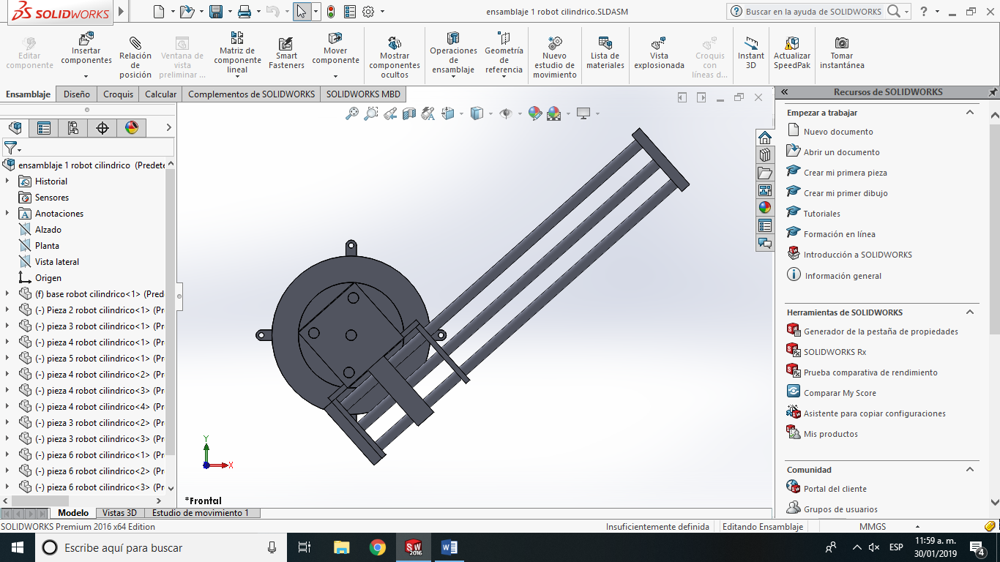 SOLIDWORKS
ensamblaje 1 robot cilindrico.SLDASM
Buscar en la ayuda de SOLIDWORKS
Editar
componente
Insertar
componentes
Relación
de
posición
Ventana de
vista
preliminar ...
Matriz de
componente
lineal
Smart
Fasteners
Mover
componente
Mostrar
componentes
ocultos
Operaciones
de
ensamblaje
Geometría
de
referencia
Nuevo
estudio de
movimiento
Lista de
materiales
Vista
explosionada
Croquis
con
líneas d...
Instant
3D
Actualizar
SpeedPak
Tomar
instantánea
Ensamblaje
Diseño
Croquis
Calcular
Complementos de SOLIDWORKS
SOLIDWORKS MBD
ensamblaje 1 robot cilindrico (Predete
Historial
Sensores
Anotaciones
Alzado
Planta
Vista lateral
Origen
(f) base robot cilindrico<1> (Pred
(-) Pieza 2 robot cilindico<1> (Pr
(-) pieza 3 robot cilindrico<1> (Pr
(-) pieza 4 robot cilindrico<1> (Pr
(-) pieza 5 robot cilindrico<1> (Pr
(-) pieza 4 robot cilindrico<2> (Pr
(-) pieza 4 robot cilindrico<3> (Pr
(-) pieza 4 robot cilindrico<4> (Pr
(-) pieza 3 robot cilindrico<2> (Pr
(-) pieza 3 robot cilindrico<3> (Pr
(-) pieza 6 robot cilindrico<1> (Pr
(-) pieza 6 robot cilindrico<2> (Pr
(-) pieza 6 robot cilindrico<3> (Pr
Y
X
*Frontal
Recursos de SOLIDWORKS
Empezar a trabajar
Nuevo documento
Abrir un documento
Crear mi primera pieza
Crear mi primer dibujo
Tutoriales
Formación en línea
Introducción a SOLIDWORKS
Información general
Herramientas de SOLIDWORKS
Generador de la pestaña de propiedades
SOLIDWORKS Rx
Prueba comparativa de rendimiento
Comparar My Score
Asistente para copiar configuraciones
Mis productos
Comunidad
Portal del cliente
Grupos de usuarios
Modelo
Vistas 3D
Estudio de movimiento 1
SOLIDWORKS Premium 2016 x64 Edition
Insuficientemente definida
Editando Ensamblaje
MMGS
Escribe aquí para buscar
SW
2016
ESP
11:59 a. m.
30/01/2019
4